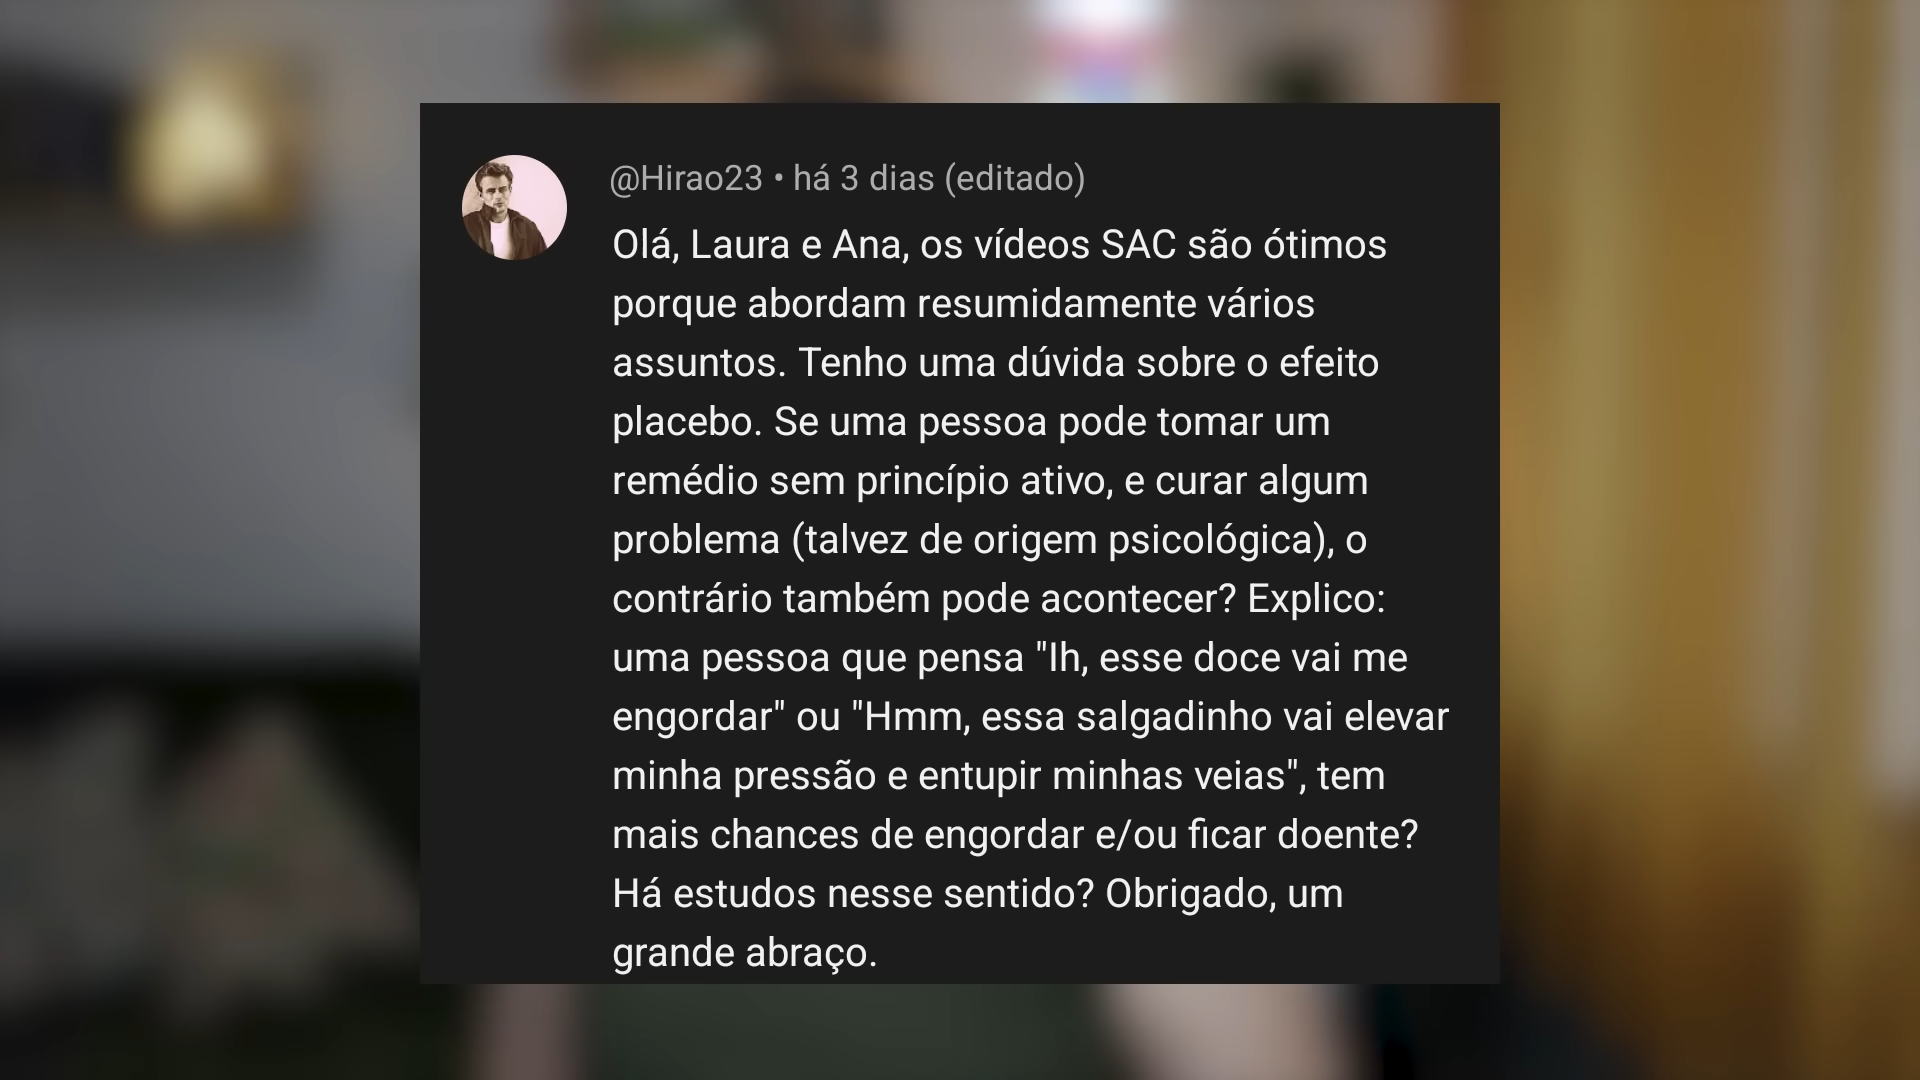 @Hirao23 • há 3 dias (editado)
Olá, Laura e Ana, os vídeos SAC são ótimos
porque abordam resumidamente vários
assuntos. Tenho uma dúvida sobre o efeito
placebo. Se uma pessoa pode tomar um
remédio sem princípio ativo, e curar algum
problema (talvez de origem psicológica), o
contrário também pode acontecer? Explico:
uma pessoa que pensa "Ih, esse doce vai me
engordar" ou "Hmm, essa salgadinho vai elevar
minha pressão e entupir minhas veias", tem
mais chances de engordar e/ou ficar doente?
Há estudos nesse sentido? Obrigado, um
grande abraço.